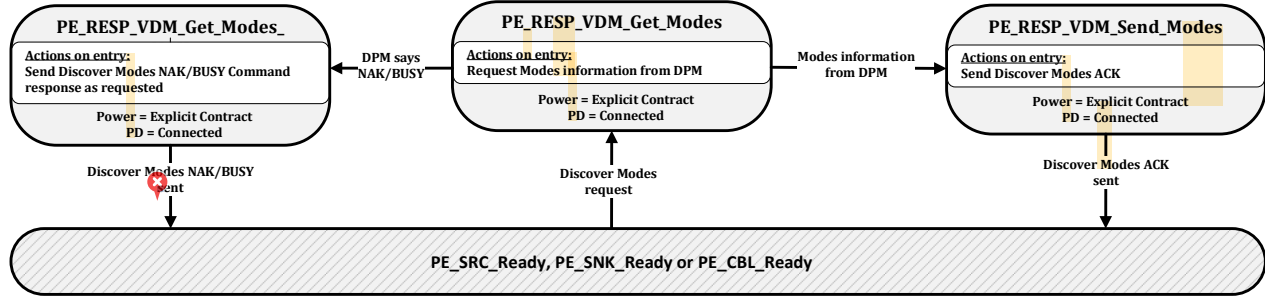 PE_RESP_VDM_Get_Modes_
Actions on entry:
Send Discover Modes NAK/BUSY Command
response as requested
Power = Explicit Contract
PD = Connected
DPM says
NAK/BUSY
PE_RESP_VDM_Get_Modes
Actions on entry:
Request Modes information from DPM
Power = Explicit Contract
PD = Connected
Modes information
from DPM
PE_RESP_VDM_Send_Modes
Actions on entry:
Send Discover Modes ACK
Power = Explicit Contract
PD = Connected
Discover Modes NAK/BUSY
sent
Discover Modes
request
Discover Modes ACK
sent
PE_SRC_Ready, PE_SNK_Ready or PE_CBL_Ready